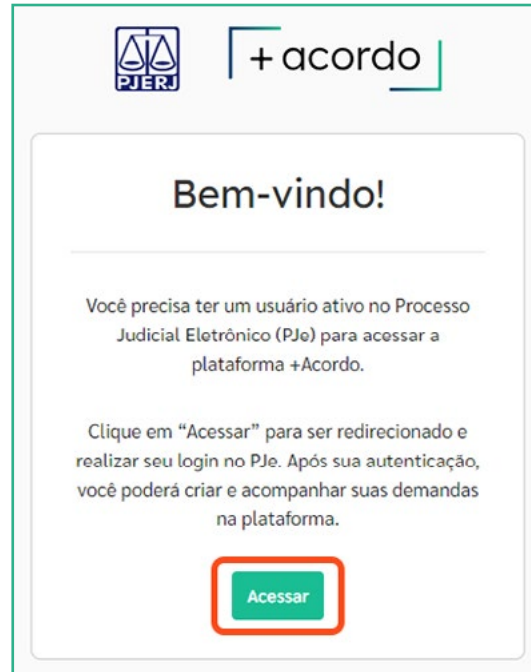 PJERJ
+ acordo
Bem-vindo!
Você precisa ter um usuário ativo no Processo
Judicial Eletrônico (PJe) para acessar a
plataforma +Acordo.
Clique em “Acessar” para ser redirecionado e
realizar seu login no PJe. Após sua autenticação,
você poderá criar e acompanhar suas demandas
na plataforma.
Acessar